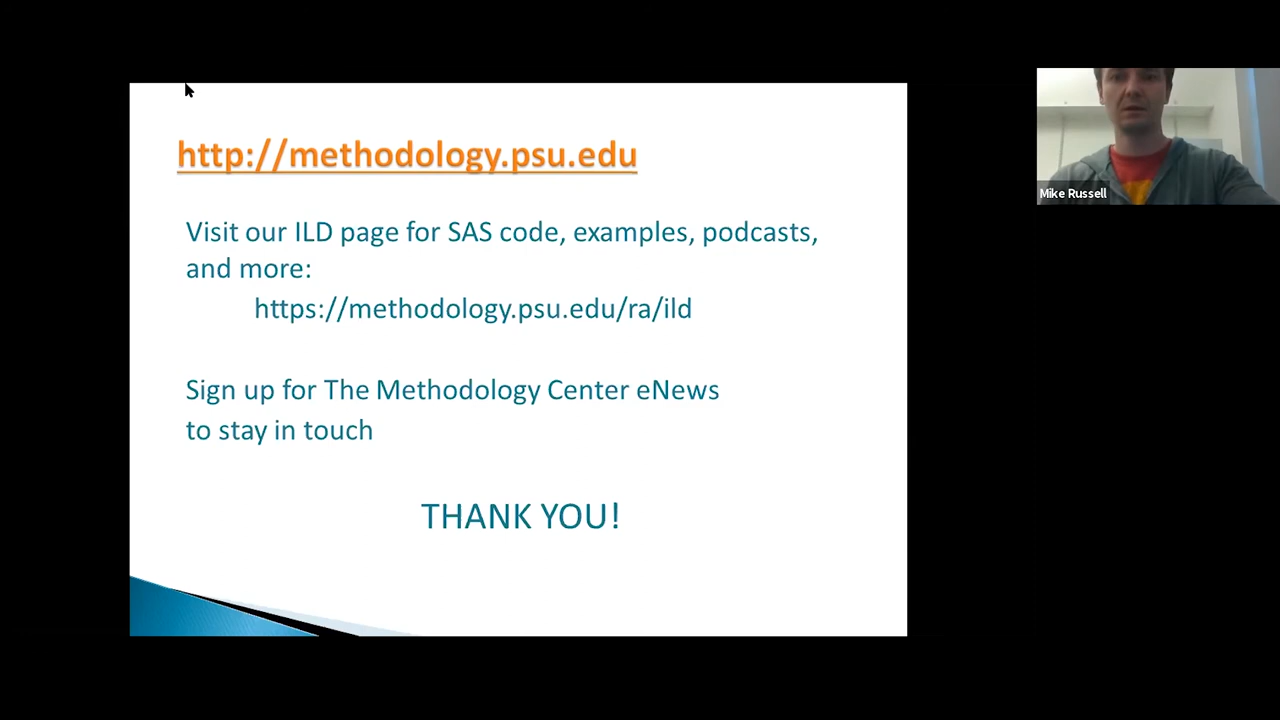 http://methodology.psu.edu
Visit our ILD page for SAS code, examples, podcasts,
and more:
https://methodology.psu.edu/ra/ild
Sign up for The Methodology Center eNews
to stay in touch
THANK YOU!
Mike Russell